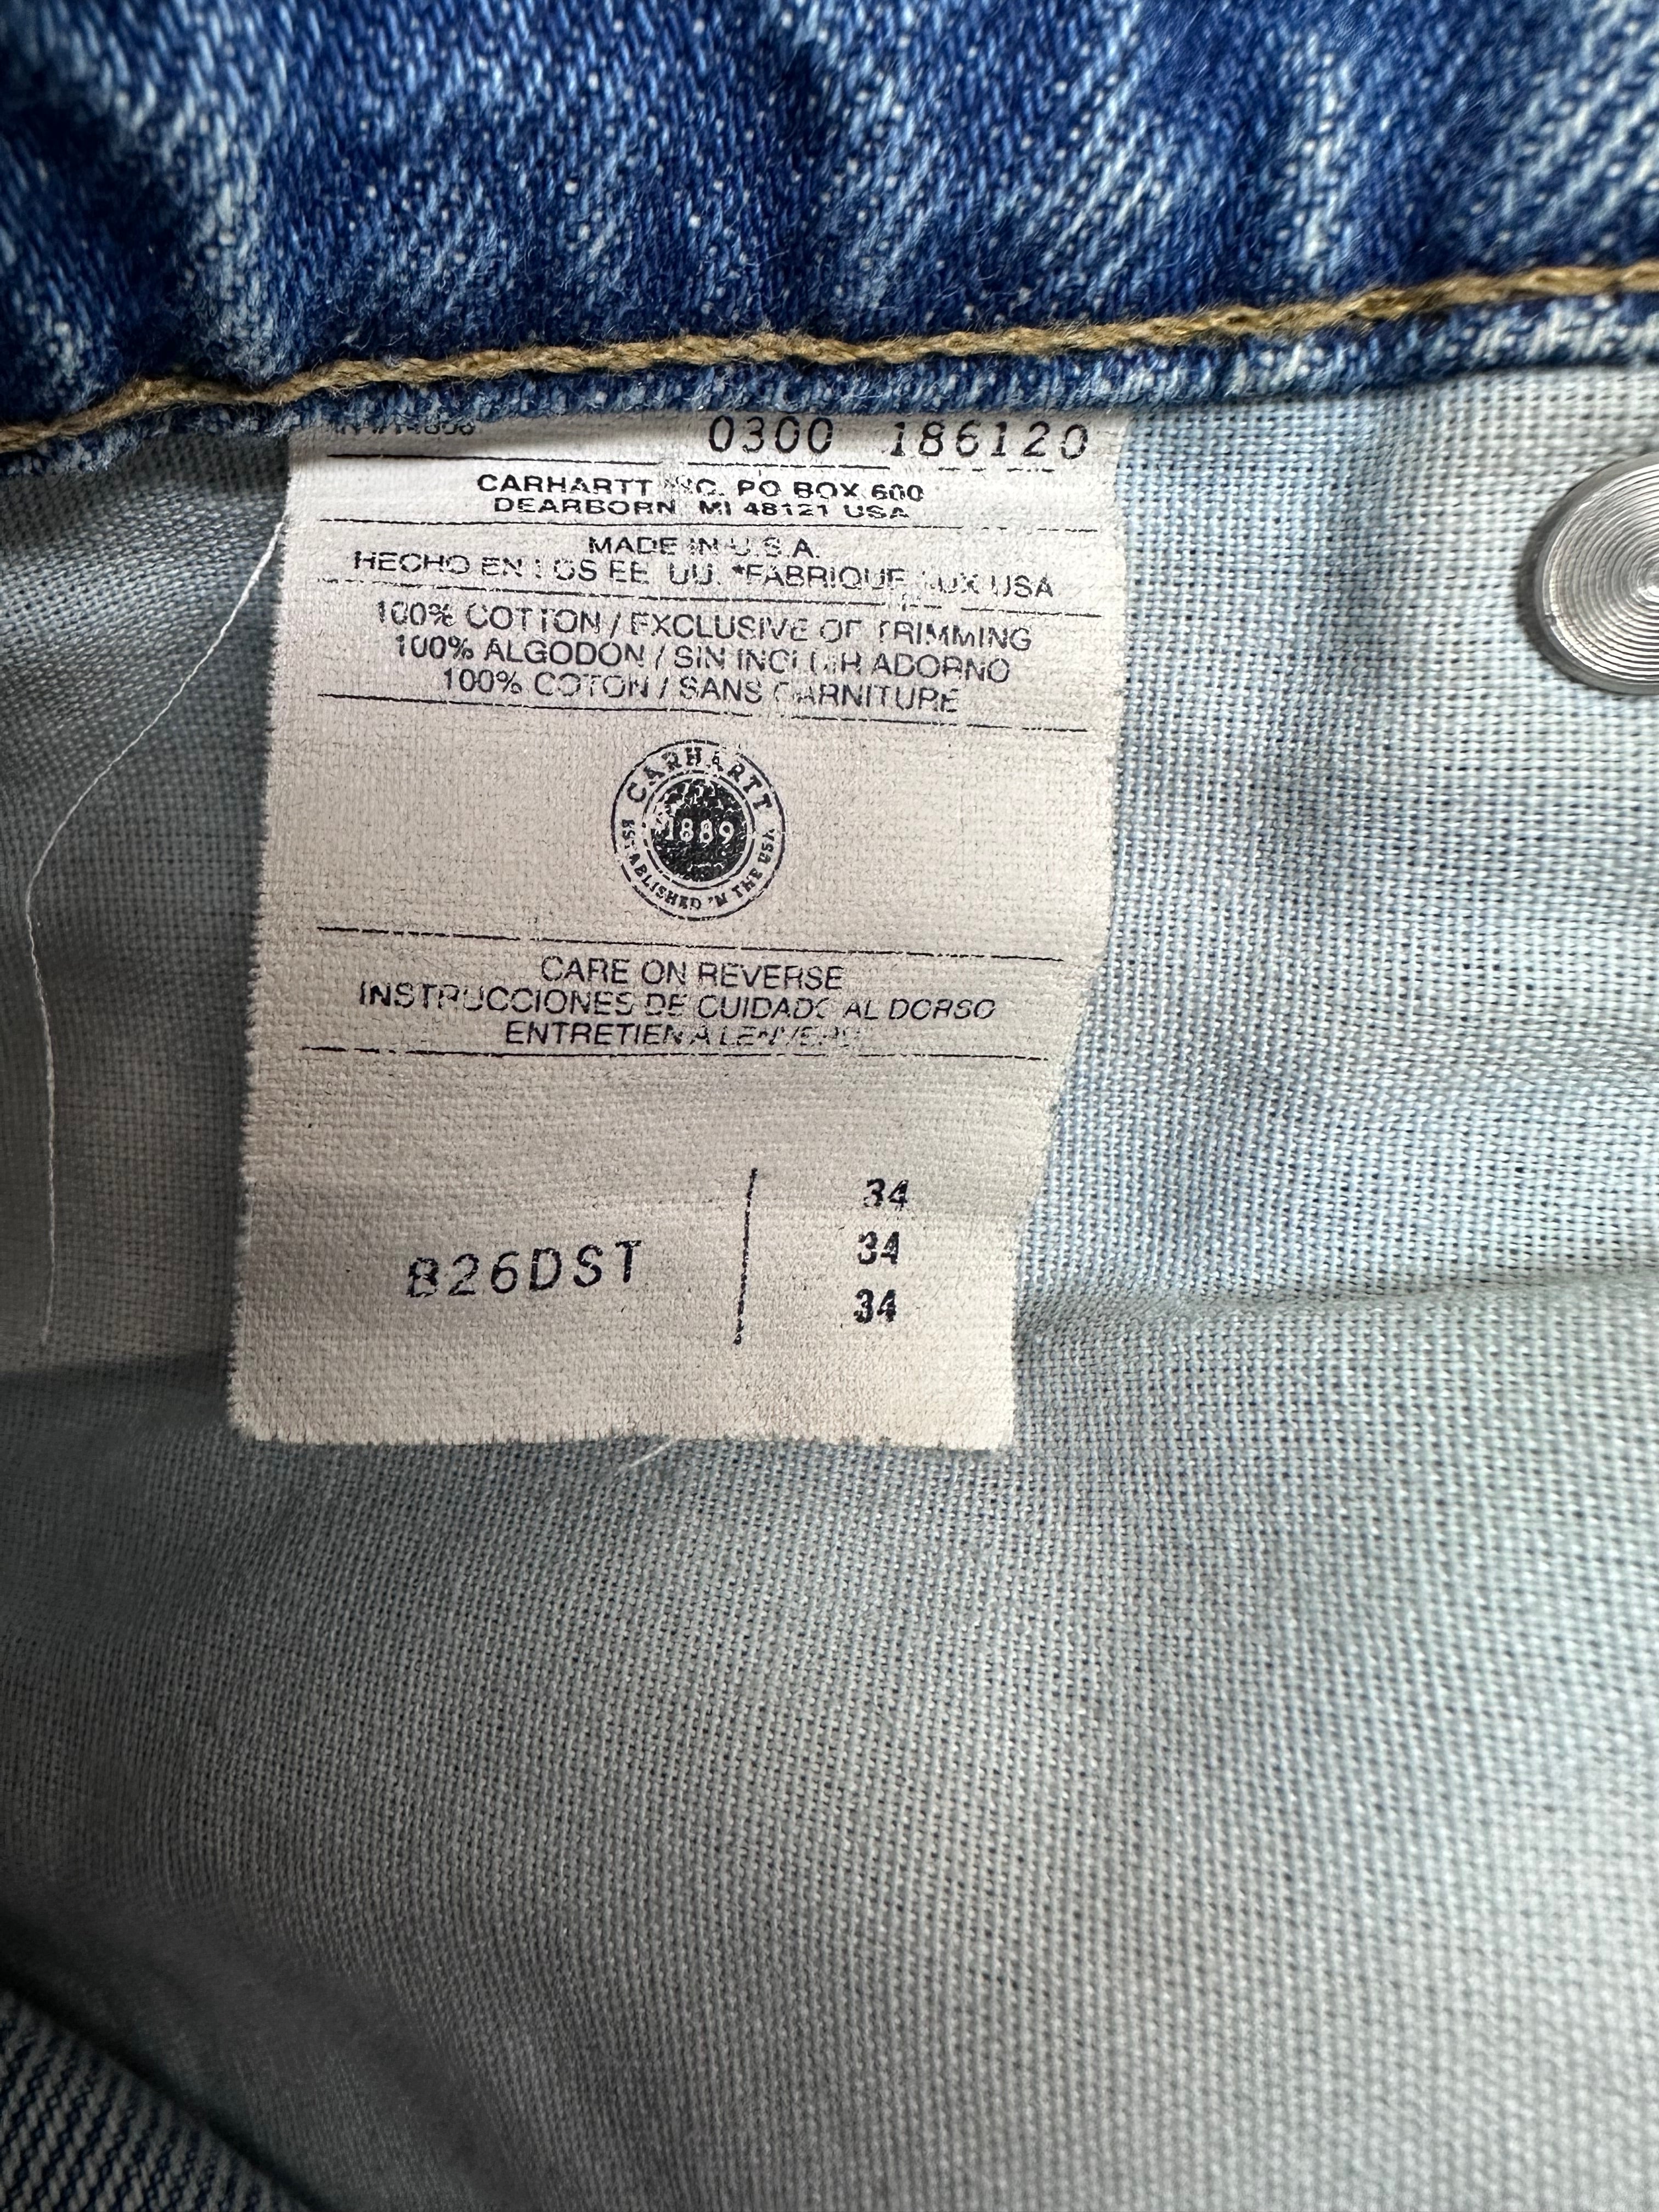 0300 186120
CARHARTT INC. PO BOX 600
DEARBORN, MI 48121 USA
MADE IN U.S.A.
HECHO EN LOS EE. UU. *FABRIQUE AUX USA
100% COTTON / EXCLUSIVE OF TRIMMING
100% ALGODON / SIN INCLUIR ADORNO
100% COTON / SANS GARNITURE
CARHARTT
1889
ESTABLISHED 'N THE USA
CARE ON REVERSE
INSTRUCCIONES DE CUIDADO AL DORSO
ENTRETIEN A LENVERS
B26DST
34
34
34